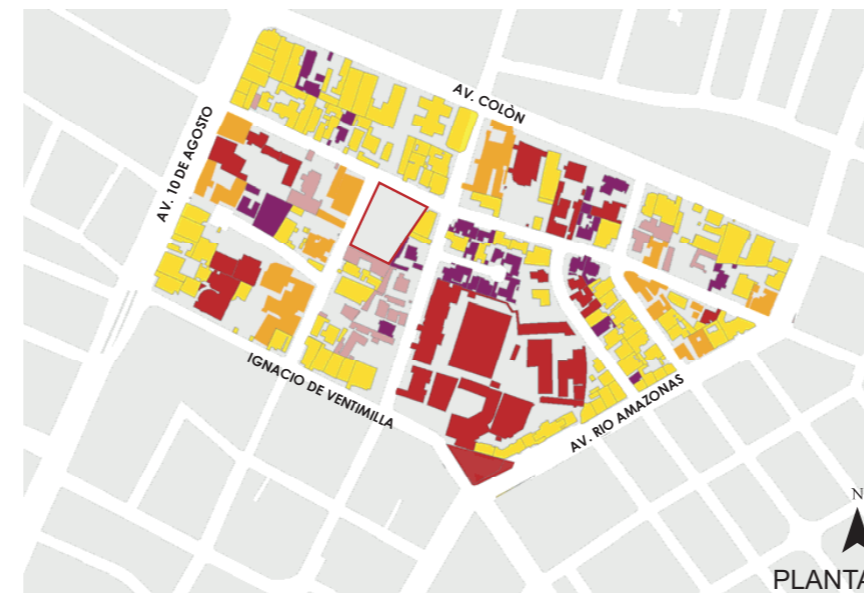 AV. COLÒN
AV. 10 DE AGOSTO
IGNACIO DE VENTIMILLA
AV. RIO AMAZONAS
N
PLANTA